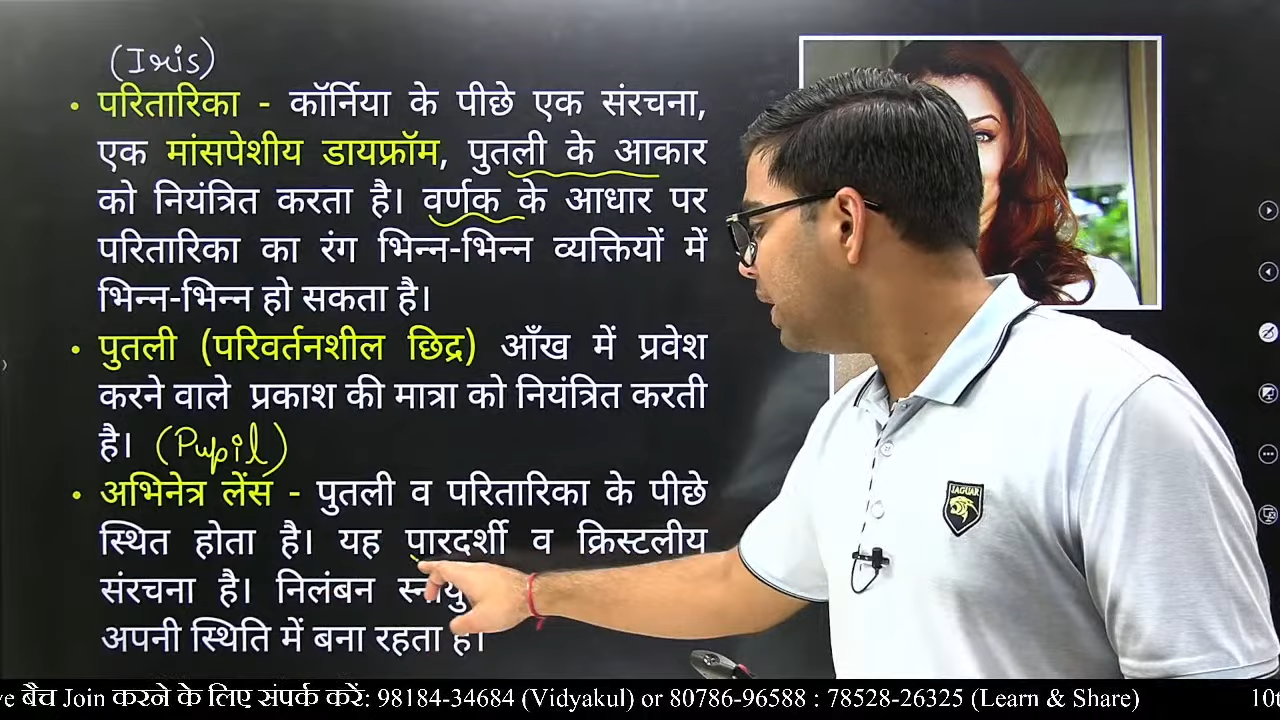 (Iris)
• परितारिका - कॉर्निया के पीछे एक संरचना,
एक मांसपेशीय डायफ्रॉम, पुतली के आकार
को नियंत्रित करता है। वर्णक के आधार पर
परितारिका का रंग भिन्न-भिन्न व्यक्तियों में
भिन्न-भिन्न हो सकता है।
• पुतली (परिवर्तनशील छिद्र) आँख में प्रवेश
करने वाले प्रकाश की मात्रा को नियंत्रित करती
है। (Pupil)
• अभिनेत्र लेंस - पुतली व परितारिका के पीछे
स्थित होता है। यह पारदर्शी व क्रिस्टलीय
संरचना है। निलंबन
अपनी स्थिति में बना रहता है।
JAGUAR
बैच Join करने के लिए संपर्क करें: 98184-34684 (Vidyakul) or 80786-96588 : 78528-26325 (Learn & Share)